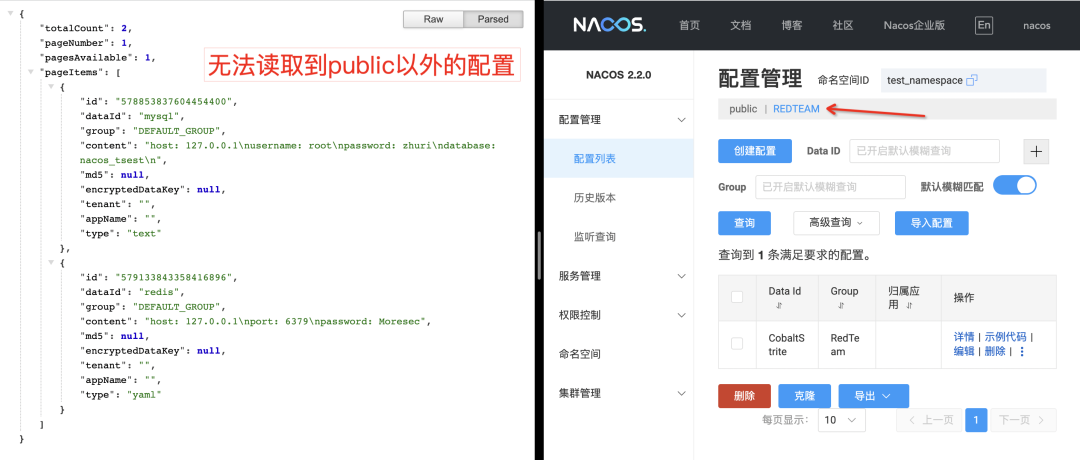 Raw
Parsed
{
"totalCount": 2,
"pageNumber": 1,
"pagesAvailable": 1,
"pageItems": [
无法读取到public以外的配置
{
"id": "578853837604454400",
"dataId": "mysql",
"group": "DEFAULT_GROUP",
"content": "host: 127.0.0.1\nusername: root\npassword: zhuri\ndatabase:
nacos_tsest\n",
"md5": null,
"encryptedDataKey": null,
"tenant": "",
"appName": "",
"type": "text"
},
{
"id": "579133843358416896",
"dataId": "redis",
"group": "DEFAULT_GROUP",
"content": "host: 127.0.0.1\nport: 6379\npassword: Moresec",
"md5": null,
"encryptedDataKey": null,
"tenant": "",
"appName": "",
"type": "yaml"
}
]
}
NACOS.
首页
文档
博客
社区
Nacos企业版
En
nacos
NACOS 2.2.0
配置管理
配置列表
历史版本
监听查询
服务管理
权限控制
命名空间
集群管理
配置管理
命名空间ID
test_namespace
public | REDTEAM
创建配置
Data ID
已开启默认模糊查询
Group
已开启默认模糊查询
默认模糊匹配
查询
高级查询
导入配置
查询到 1 条满足要求的配置。
Data Id
Group
归属应
用
操作
CobaltS
trite
RedTe
am
详情 | 示例代码 |
编辑 | 删除 |
删除
克隆
导出
每页显示:
10
上一页
1
下一页